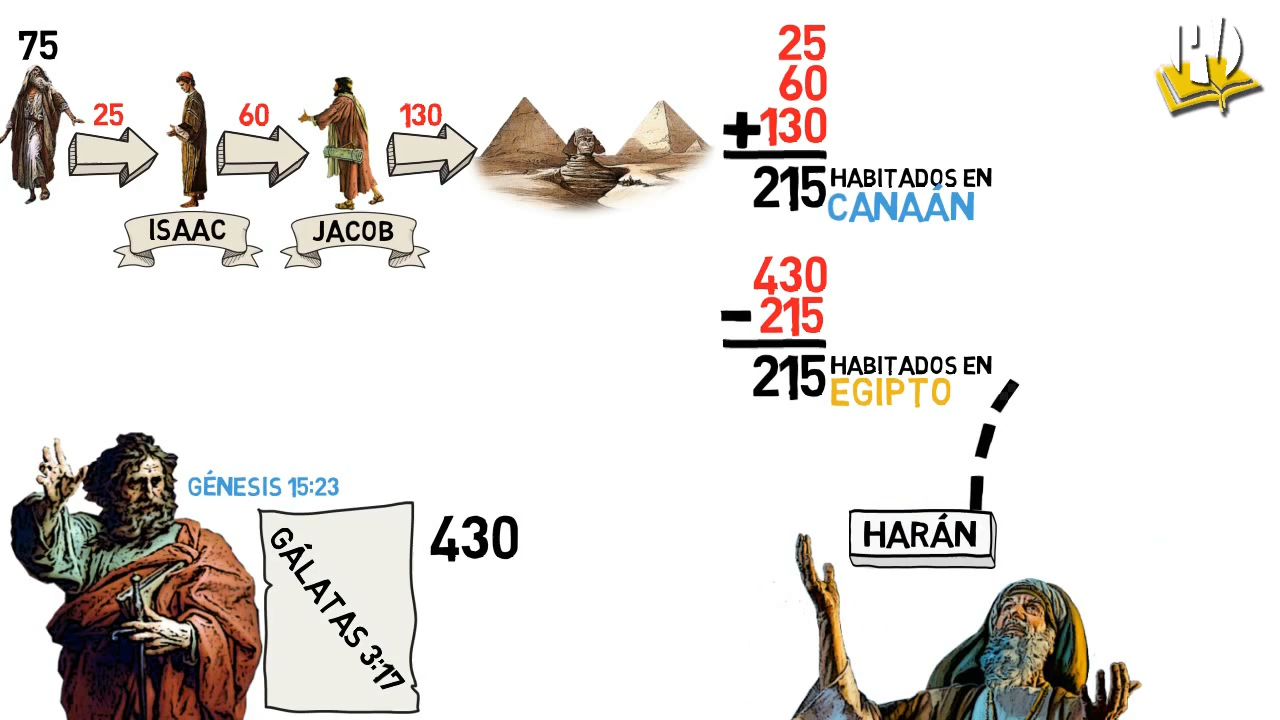 75
25
60
130
ISAAC
JACOB
25
60
+130
215 HABITADOS EN
CANAÁN
430
- 215
215 HABITADOS EN
EGIPTO
GÉNESIS 15:23
GÁLATAS 3:17
430
HARÁN